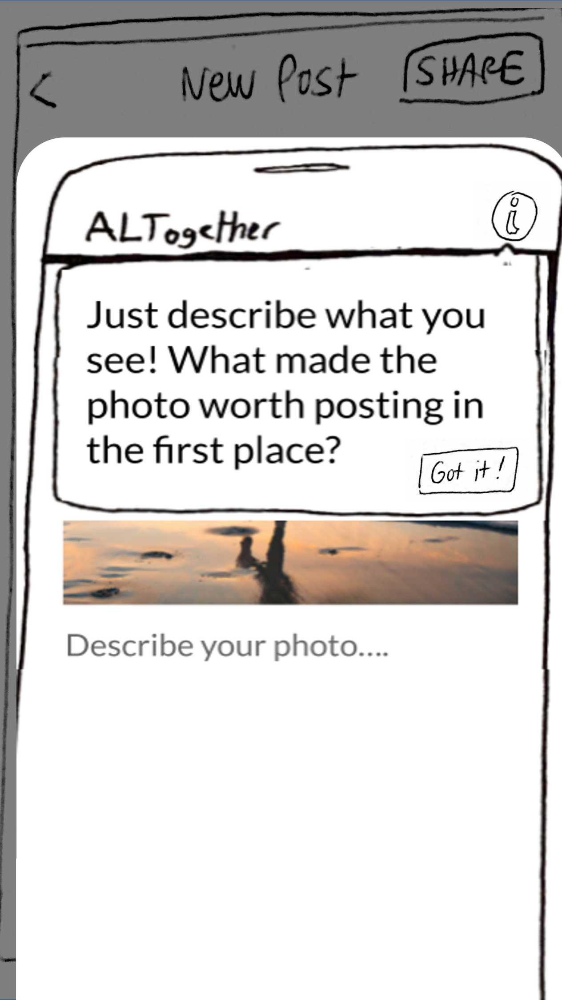 <
New Post
SHARE
ALTogether
i
Just describe what you
see! What made the
photo worth posting in
the first place?
Got it!
Describe your photo....